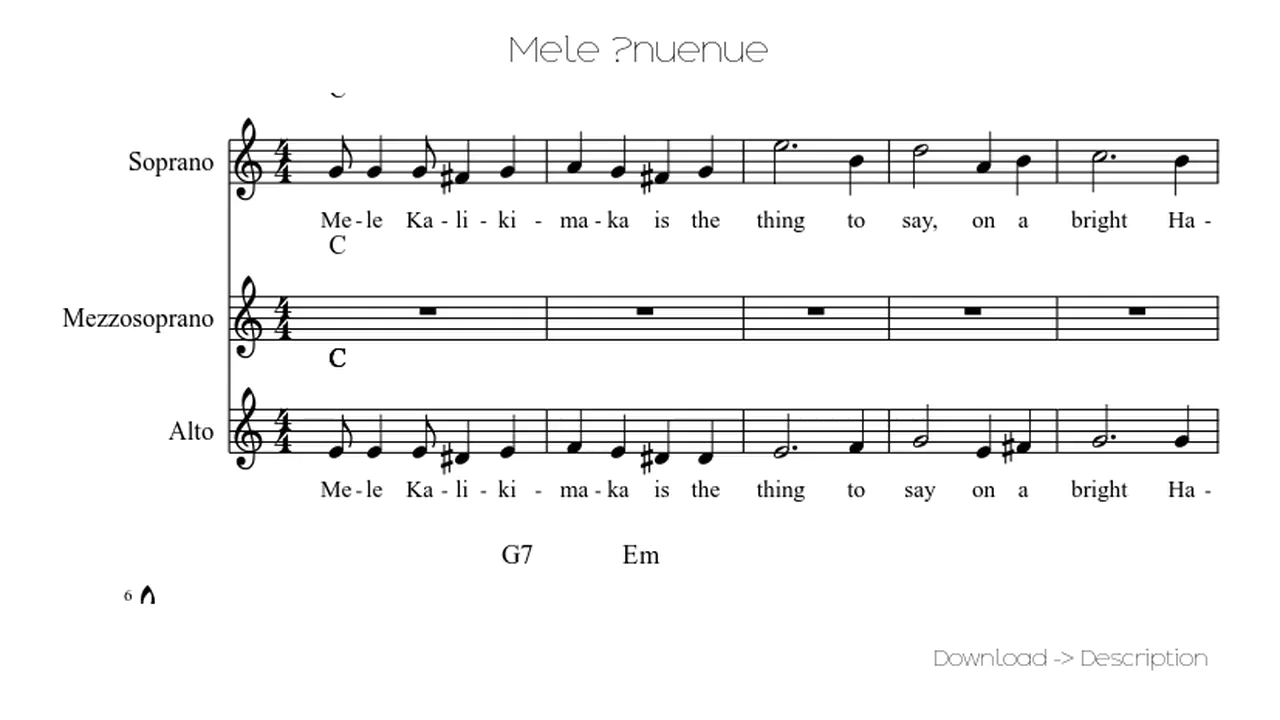 Mele ?nuenue
Soprano
Me - le Ka - li - ki - ma - ka is the thing to say, on a bright Ha -
C
Mezzosoprano
C
Alto
Me - le Ka - li - ki - ma - ka is the thing to say on a bright Ha -
G7 Em
6
Download -> Description